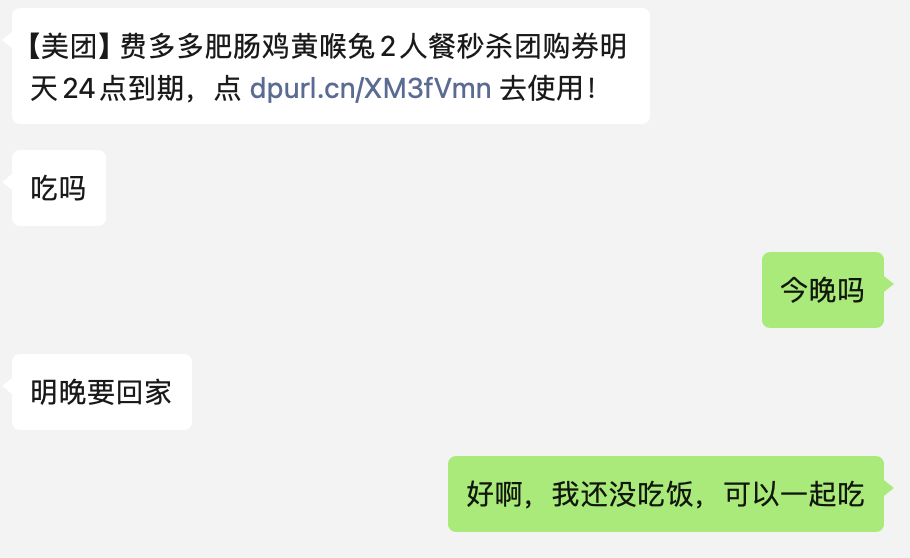 【美团】费多多肥肠鸡黄喉兔2人餐秒杀团购券明
天24点到期，点 dpurl.cn/XM3fVmn 去使用！
吃吗
今晚吗
明晚要回家
好啊，我还没吃饭，可以一起吃